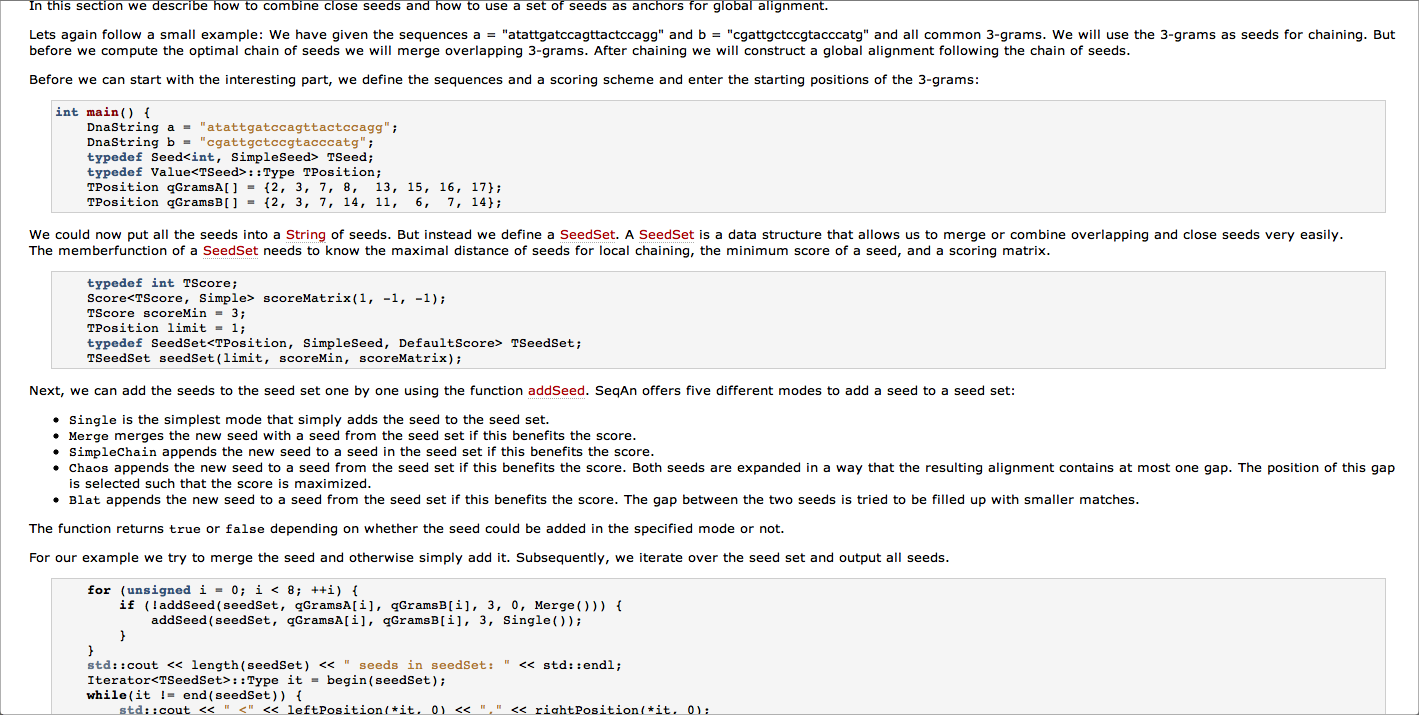 In this section we describe how to combine close seeds and how to use a set of seeds as anchors for global alignment.
Lets again follow a small example: We have given the sequences a = "atattgatccagttactccagg" and b = "cgattgctccgtacccatg" and all common 3-grams. We will use the 3-grams as seeds for chaining. But
before we compute the optimal chain of seeds we will merge overlapping 3-grams. After chaining we will construct a global alignment following the chain of seeds.
Before we can start with the interesting part, we define the sequences and a scoring scheme and enter the starting positions of the 3-grams:
int main() {
DnaString a = "atattgatccagttactccagg";
DnaString b = "cgattgctccgtacccatg";
typedef Seed<int, SimpleSeed> TSeed;
typedef Value<TSeed>::Type TPosition;
TPosition qGramsA[] = {2, 3, 7, 8,  13, 15, 16, 17};
TPosition qGramsB[] = {2, 3, 7, 14, 11,  6,  7, 14};
We could now put all the seeds into a String of seeds. But instead we define a SeedSet. A SeedSet is a data structure that allows us to merge or combine overlapping and close seeds very easily.
The memberfunction of a SeedSet needs to know the maximal distance of seeds for local chaining, the minimum score of a seed, and a scoring matrix.
typedef int TScore;
Score<TScore, Simple> scoreMatrix(1, -1, -1);
TScore scoreMin = 3;
TPosition limit = 1;
typedef SeedSet<TPosition, SimpleSeed, DefaultScore> TSeedSet;
TSeedSet seedSet(limit, scoreMin, scoreMatrix);
Next, we can add the seeds to the seed set one by one using the function addSeed. SeqAn offers five different modes to add a seed to a seed set:
• Single is the simplest mode that simply adds the seed to the seed set.
• Merge merges the new seed with a seed from the seed set if this benefits the score.
• SimpleChain appends the new seed to a seed in the seed set if this benefits the score.
• Chaos appends the new seed to a seed from the seed set if this benefits the score. Both seeds are expanded in a way that the resulting alignment contains at most one gap. The position of this gap
is selected such that the score is maximized.
• Blat appends the new seed to a seed from the seed set if this benefits the score. The gap between the two seeds is tried to be filled up with smaller matches.
The function returns true or false depending on whether the seed could be added in the specified mode or not.
For our example we try to merge the seed and otherwise simply add it. Subsequently, we iterate over the seed set and output all seeds.
for (unsigned i = 0; i < 8; ++i) {
if (!addSeed(seedSet, qGramsA[i], qGramsB[i], 3, 0, Merge())) {
addSeed(seedSet, qGramsA[i], qGramsB[i], 3, Single());
}
}
std::cout << length(seedSet) << " seeds in seedSet: " << std::endl;
Iterator<TSeedSet>::Type it = begin(seedSet);
while(it != end(seedSet)) {
std::cout << " <" << leftPosition(*it, 0) << "," << rightPosition(*it, 0);